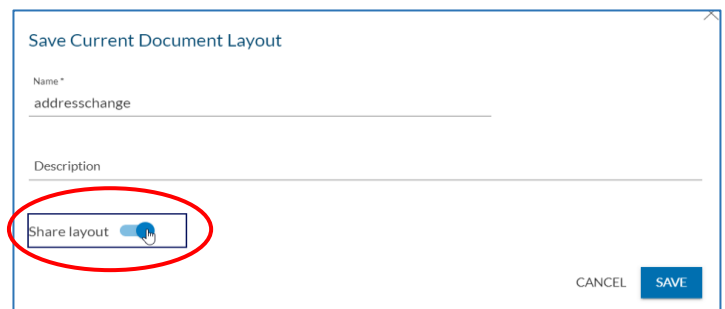 Save Current Document Layout
Name *
addresschange
Description
Share layout
CANCEL SAVE